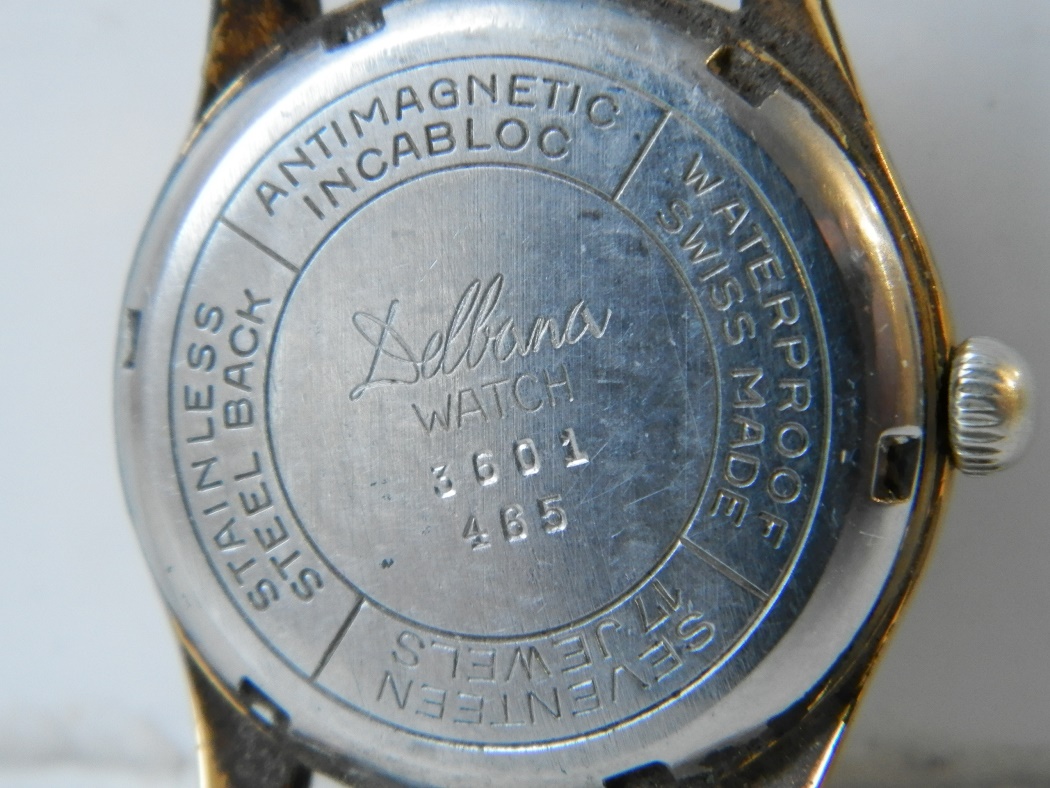 ANTIMAGNETIC
INCABLOC
WATERPROOF
SWISS MADE
SEVENTEEN
17 JEWELS
STAINLESS
STEEL BACK
Delbana
WATCH
3601
465